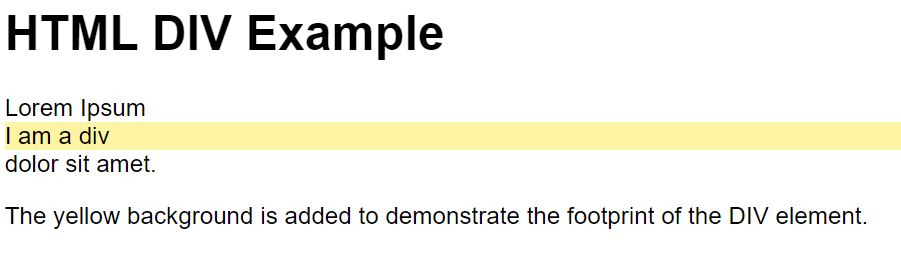 HTML DIV Example
Lorem Ipsum
I am a div
dolor sit amet.
The yellow background is added to demonstrate the footprint of the DIV element.